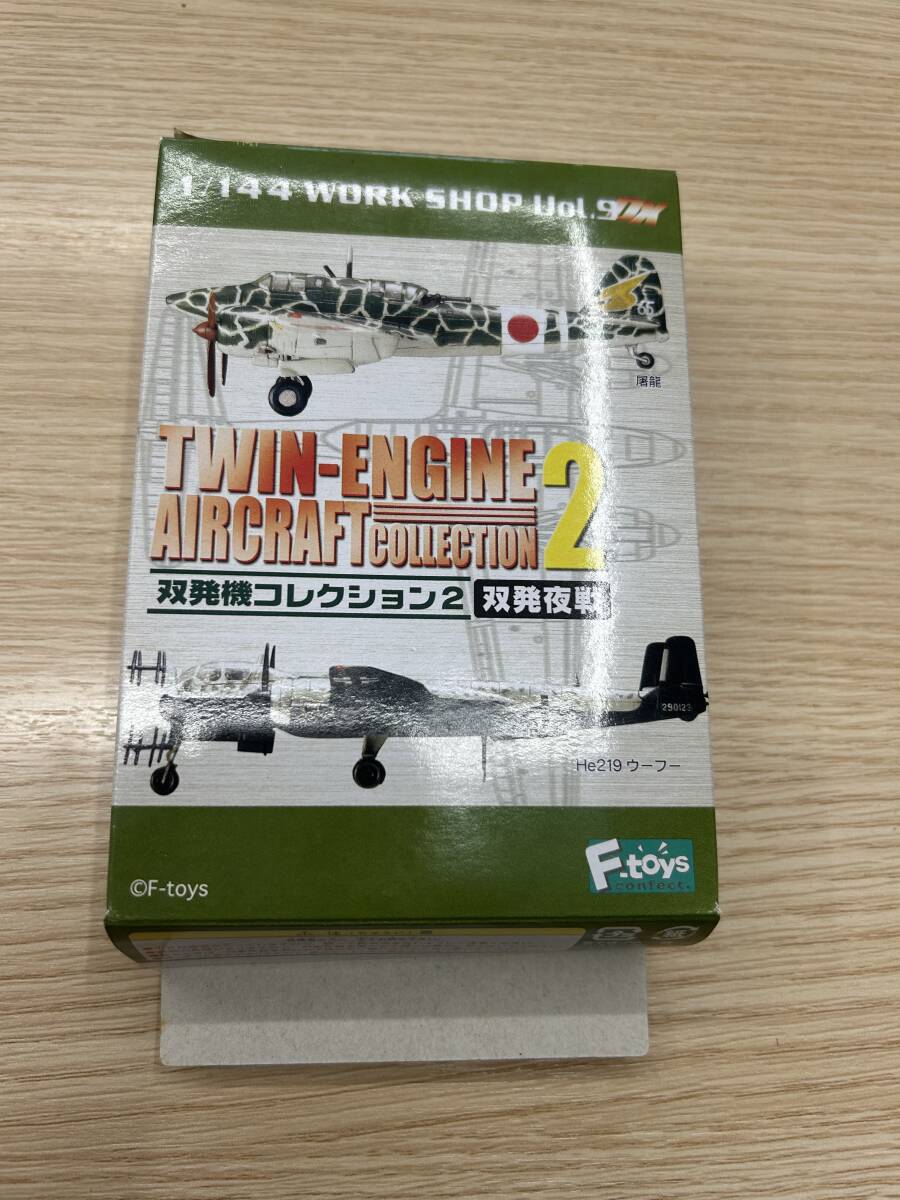 1/144 WORK SHOP Vol.9DX
屠龍
TWIN-ENGINE
AIRCRAFT COLLECTION 2
双発機コレクション2 双発夜戦
290123
He219 ウーフー
F-toys
confect.
©F-toys